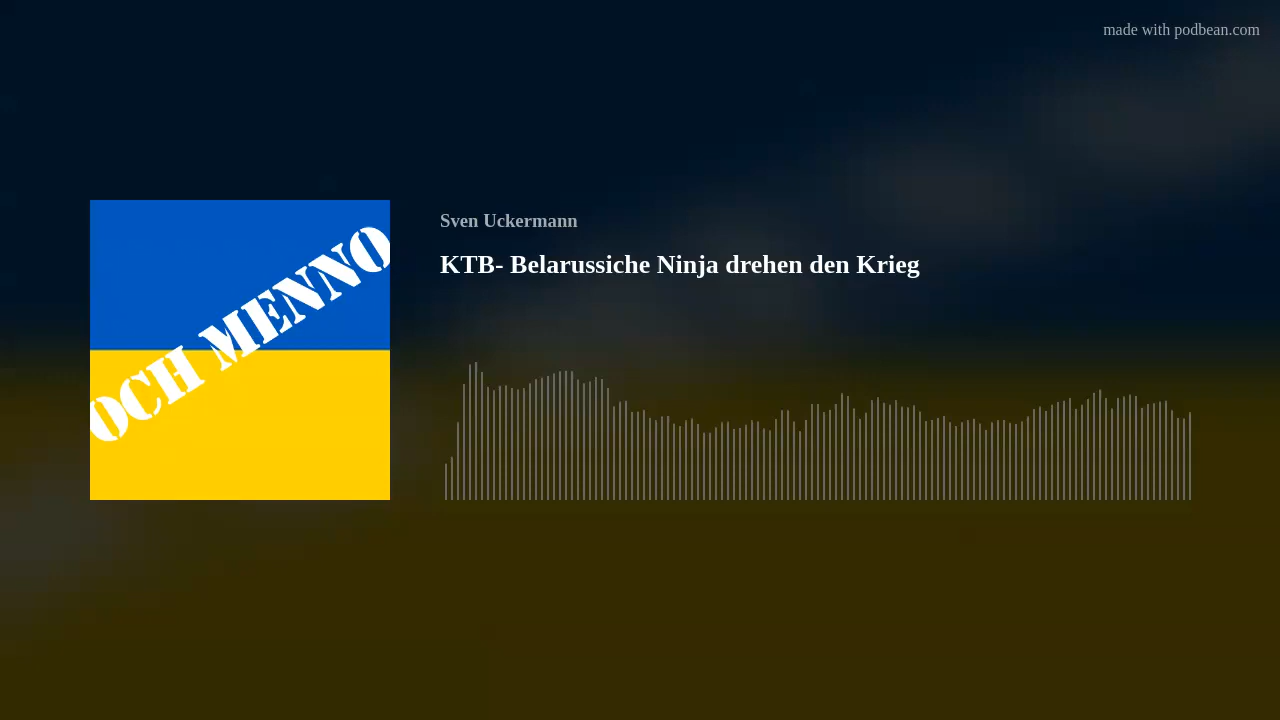 made with podbean.com
Sven Uckermann
KTB- Belarussiche Ninja drehen den Krieg
OCH MENNO